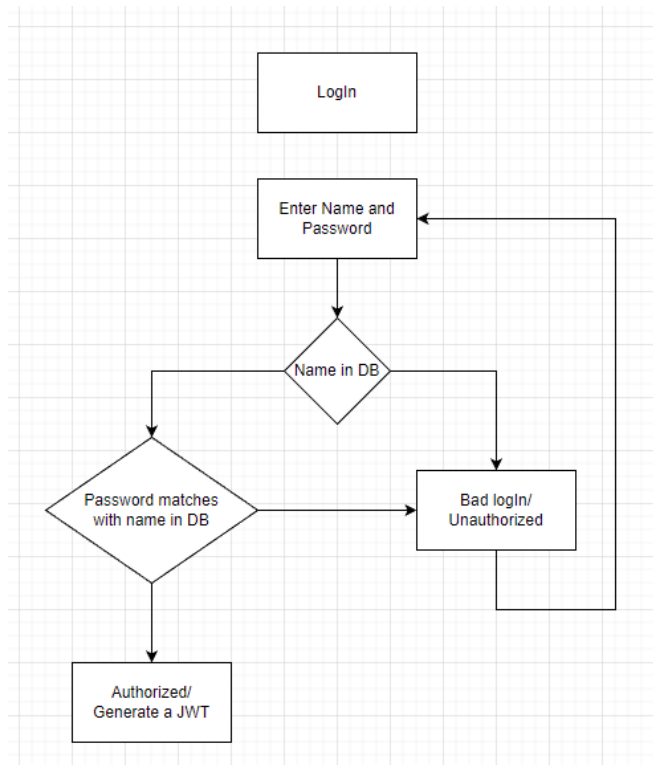 LogIn
Enter Name and
Password
Name in DB
Password matches
with name in DB
Bad logIn/
Unauthorized
Authorized/
Generate a JWT